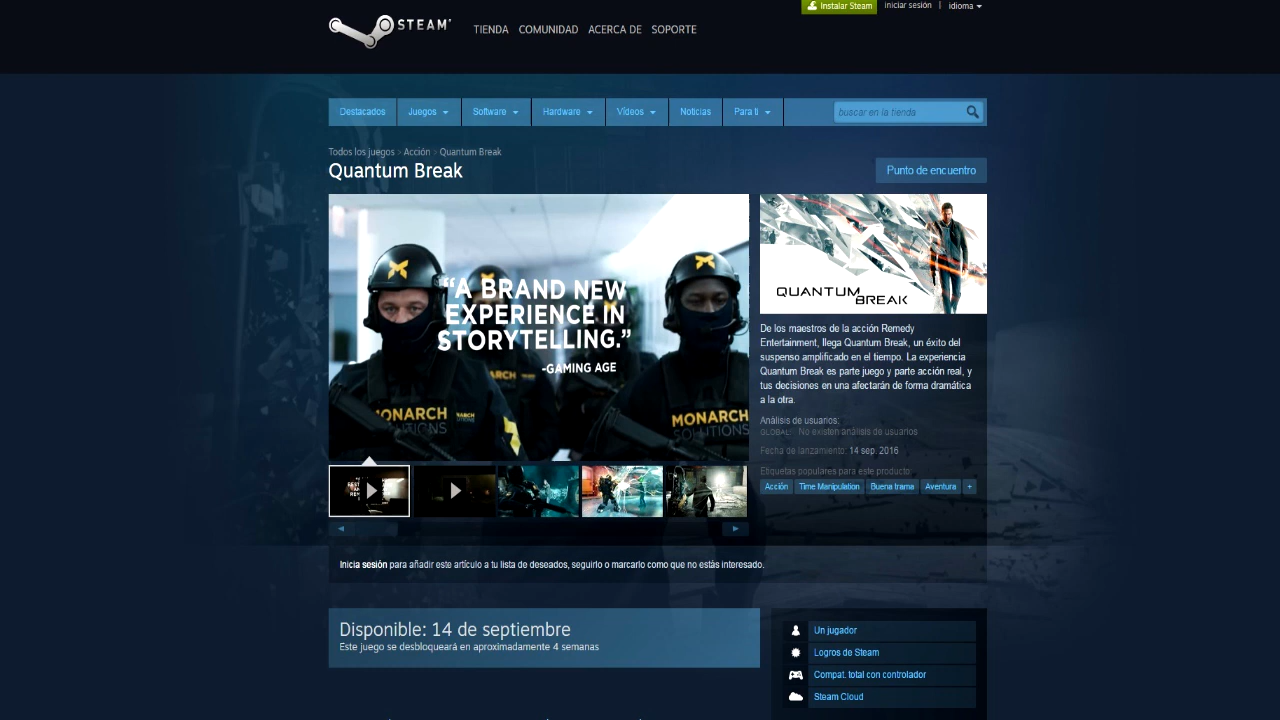 STEAM
TIENDA COMUNIDAD ACERCA DE SOPORTE
Instalar Steam iniciar sesión | idioma
Destacados Juegos Software Hardware Vídeos Noticias Para ti
buscar en la tienda
Todos los juegos > Acción > Quantum Break
Quantum Break
Punto de encuentro
"A BRAND NEW
EXPERIENCE IN
STORYTELLING."
-GAMING AGE
MONARCH
SOLUTIONS
MONARCH
MONARCH
SOLUTIONS
QUANTUM
BREAK
De los maestros de la acción Remedy
Entertainment, llega Quantum Break, un éxito del
suspenso amplificado en el tiempo. La experiencia
Quantum Break es parte juego y parte acción real, y
tus decisiones en una afectarán de forma dramática
a la otra.
Análisis de usuarios:
GLOBAL: No existen análisis de usuarios
Fecha de lanzamiento: 14 sep. 2016
Etiquetas populares para este producto:
Acción Time Manipulation Buena trama Aventura +
Inicia sesión para añadir este artículo a tu lista de deseados, seguirlo o marcarlo como que no estás interesado.
Disponible: 14 de septiembre
Este juego se desbloqueará en aproximadamente 4 semanas
Un jugador
Logros de Steam
Compat. total con controlador
Steam Cloud